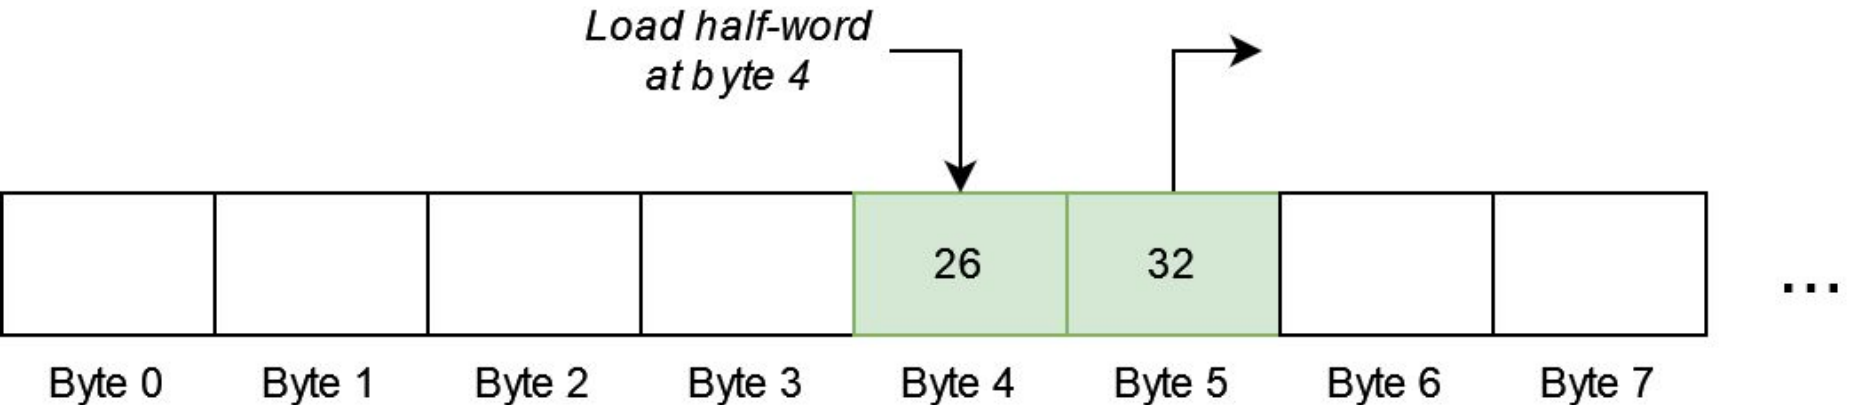 Load half-word
at byte 4
26 32
...
Byte 0 Byte 1 Byte 2 Byte 3 Byte 4 Byte 5 Byte 6 Byte 7